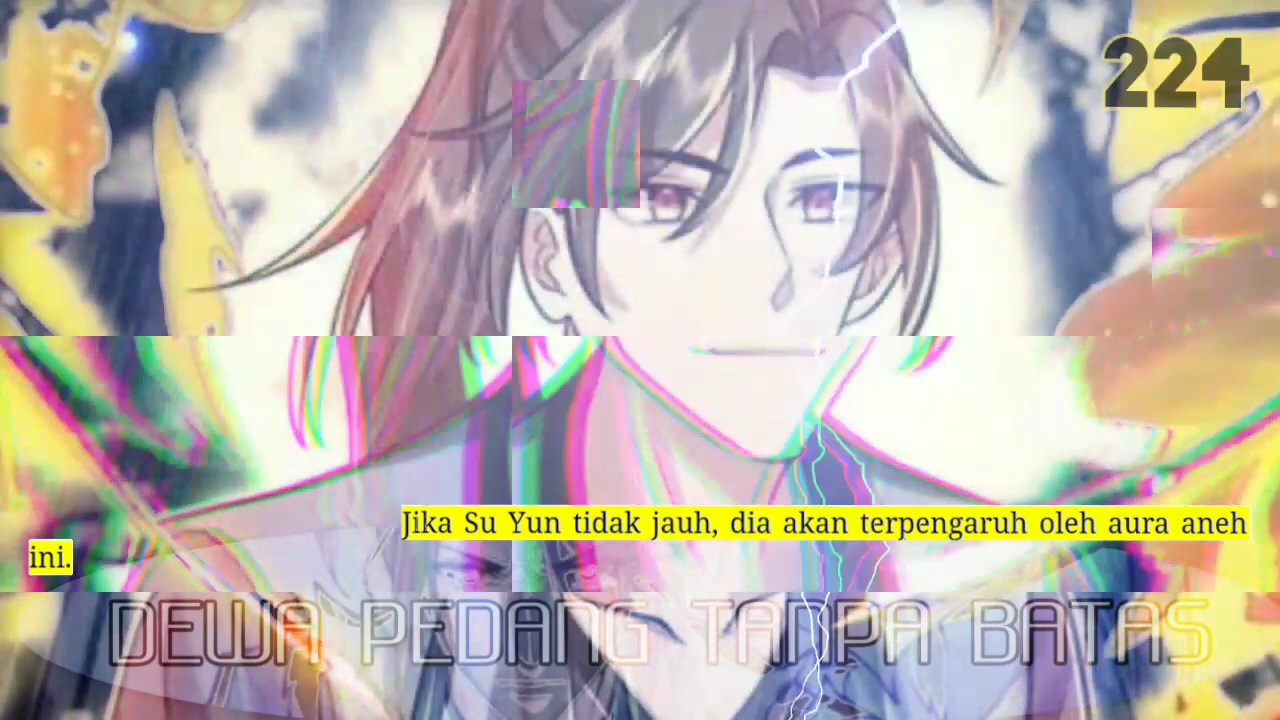 224
Jika Su Yun tidak jauh, dia akan terpengaruh oleh aura aneh
ini.
DEWA PEDANG TANPA BATAS